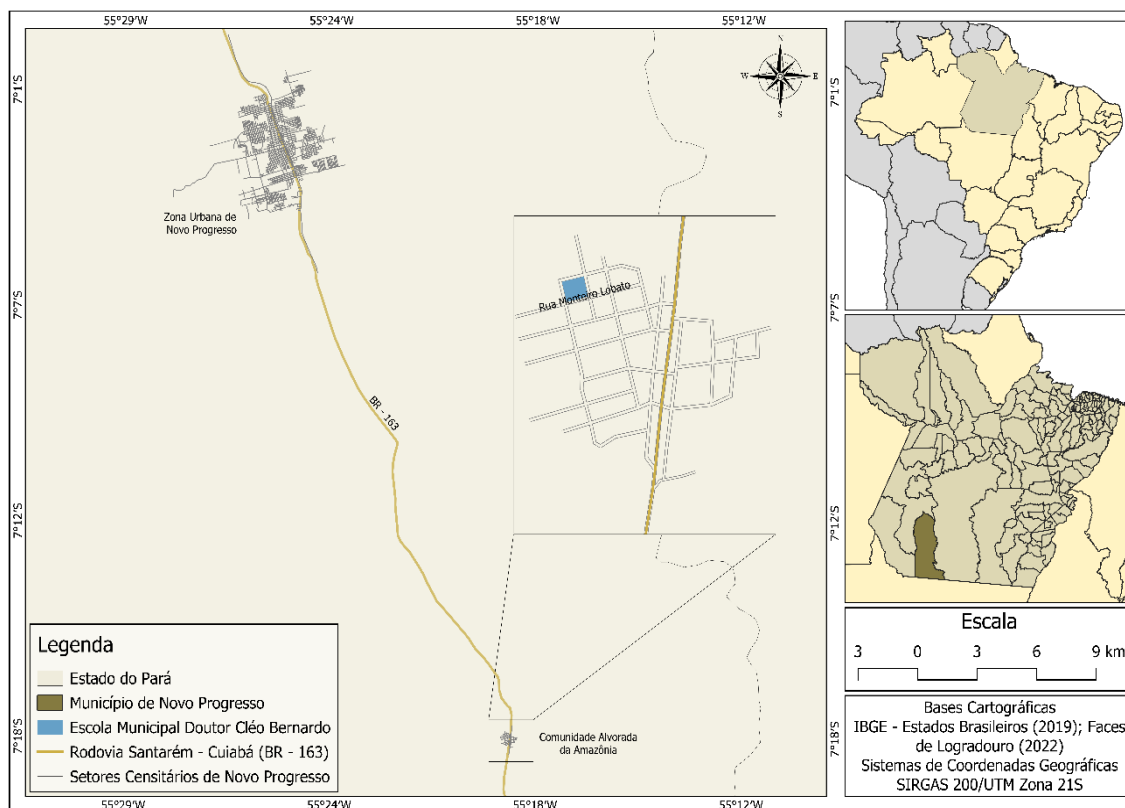 55°29'W
55°24'W
55°18'W
55°12'W
7°1'S
7°7'S
7°12'S
7°18'S
N
W
E
S
Zona Urbana de
Novo Progresso
Rua Monteiro Lobato
BR - 163
Comunidade Alvorada
da Amazônia
Legenda
Estado do Pará
Município de Novo Progresso
Escola Municipal Doutor Cléo Bernardo
Rodovia Santarém - Cuiabá (BR - 163)
Setores Censitários de Novo Progresso
55°29'W
55°24'W
55°18'W
55°12'W
7°1'S
7°7'S
7°12'S
7°18'S
Escala
3 0 3 6 9 km
Bases Cartográficas
IBGE - Estados Brasileiros (2019); Faces
de Logradouro (2022)
Sistemas de Coordenadas Geográficas
SIRGAS 200/UTM Zona 21S